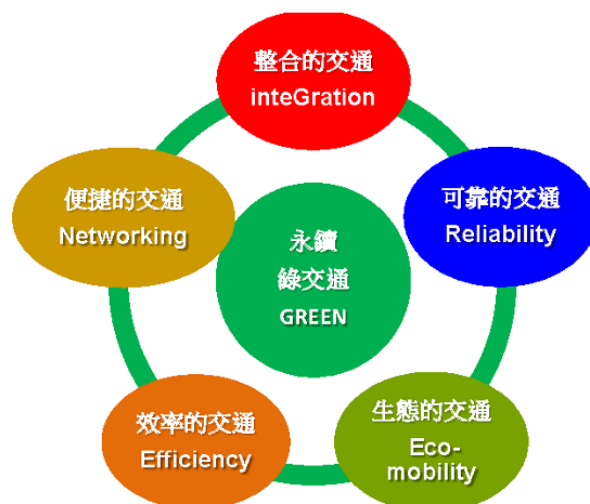 整合的交通
inteGration
可靠的交通
Reliability
生態的交通
Eco-
mobility
效率的交通
Efficiency
便捷的交通
Networking
永續
綠交通
GREEN